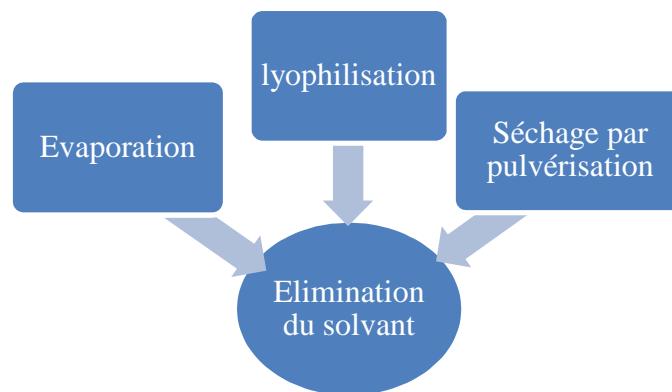 Evaporation
lyophilisation
Séchage par
pulvérisation
Elimination
du solvant